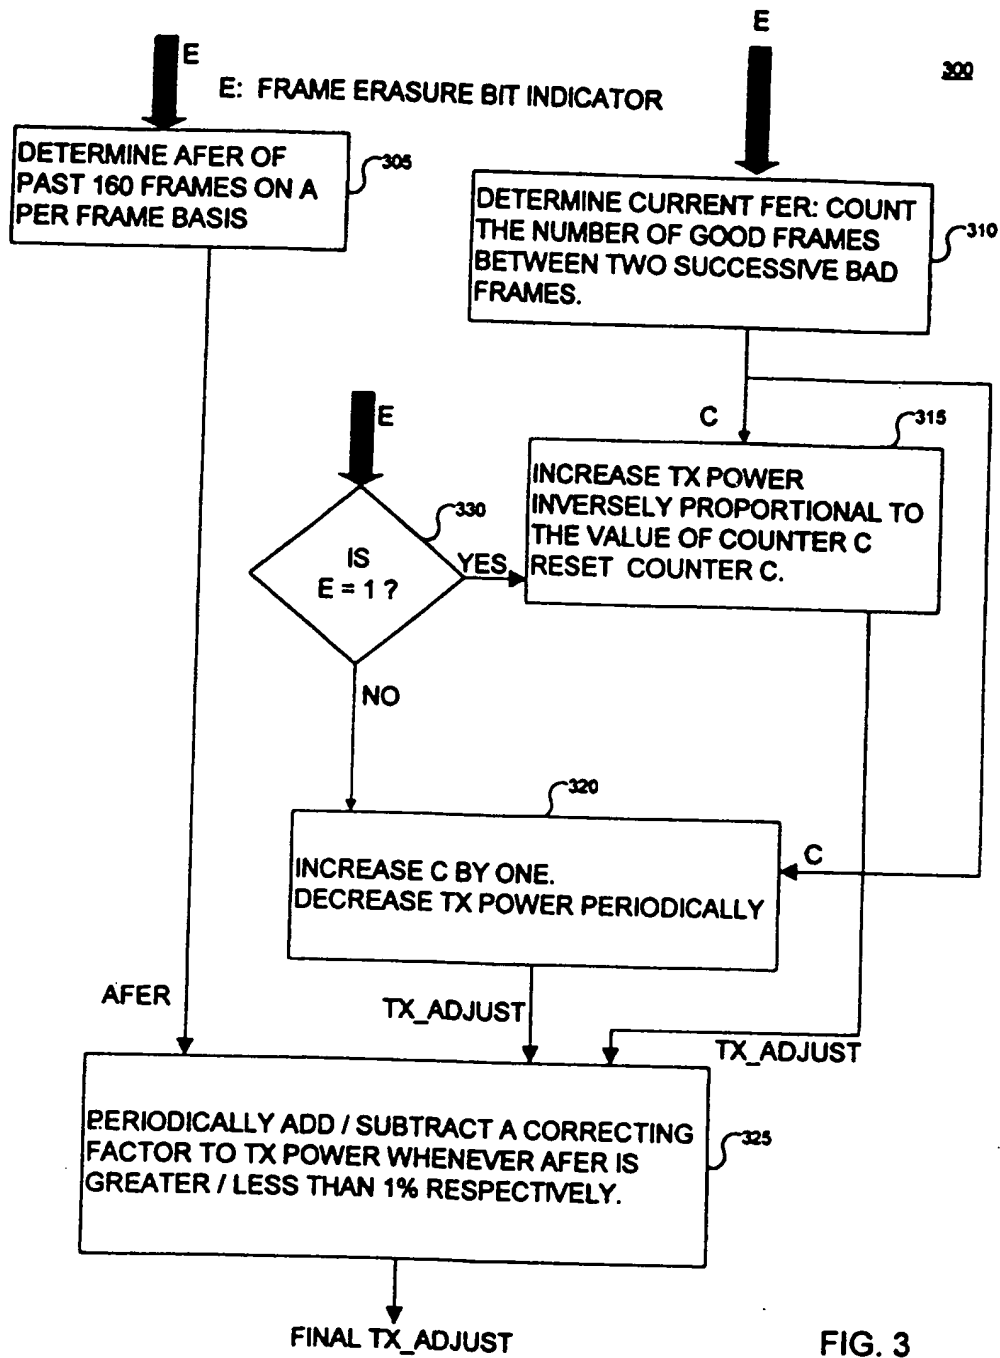 E
E
300
E: FRAME ERASURE BIT INDICATOR
DETERMINE AFER OF
PAST 160 FRAMES ON A
PER FRAME BASIS
305
DETERMINE CURRENT FER: COUNT
THE NUMBER OF GOOD FRAMES
BETWEEN TWO SUCCESSIVE BAD
FRAMES.
310
E
C
315
INCREASE TX POWER
INVERSELY PROPORTIONAL TO
THE VALUE OF COUNTER C
RESET COUNTER C.
330
IS
E = 1 ?
YES
NO
320
INCREASE C BY ONE.
DECREASE TX POWER PERIODICALLY
C
AFER
TX_ADJUST
TX_ADJUST
PERIODICALLY ADD / SUBTRACT A CORRECTING
FACTOR TO TX POWER WHENEVER AFER IS
GREATER / LESS THAN 1% RESPECTIVELY.
325
FINAL TX_ADJUST
FIG. 3